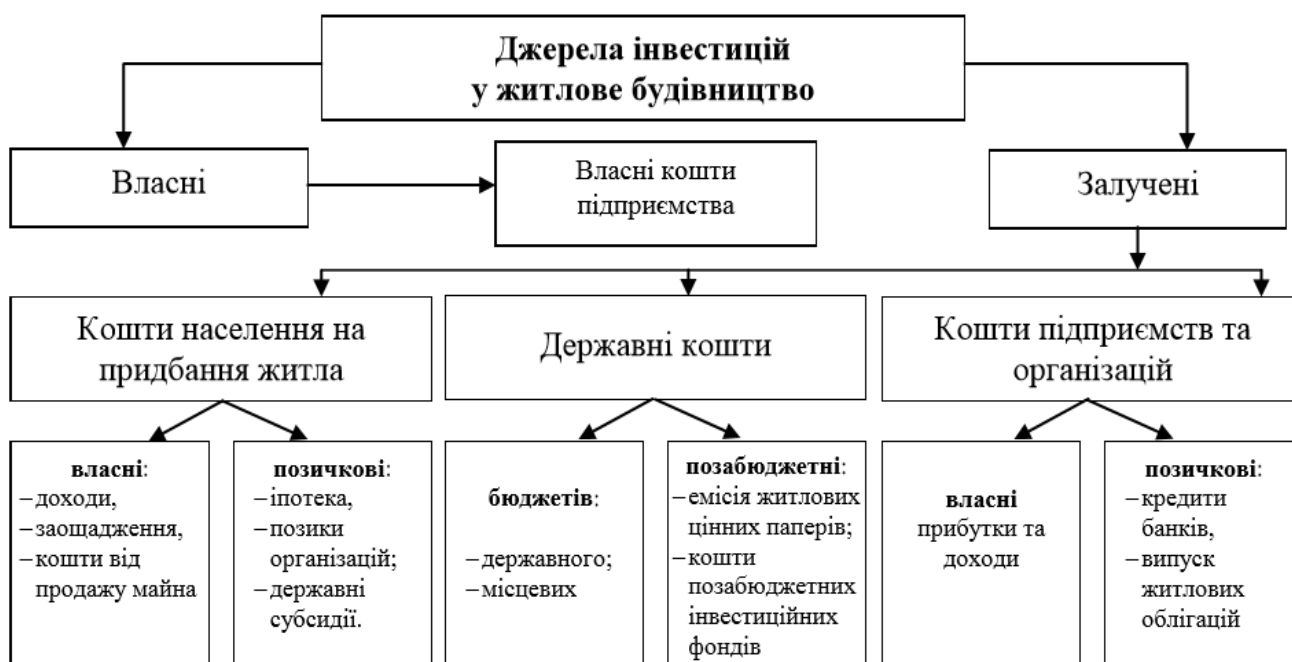 Джерела інвестицій
у житлове будівництво
Власні
Власні кошти
підприємства
Залучені
Кошти населення на
придбання житла
Державні кошти
Кошти підприємств та
організацій
власні:
–доходи,
–заощадження,
–кошти від
продажу майна
позичкові:
–іпотека,
–позики
організацій;
–державні
субсидії.
бюджетів:
–державного;
–місцевих
позабюджетні:
–емісія житлових
цінних паперів;
–кошти
позабюджетних
інвестиційних
фондів
власні
прибутки та
доходи
позичкові:
–кредити
банків,
–випуск
житлових
облігацій